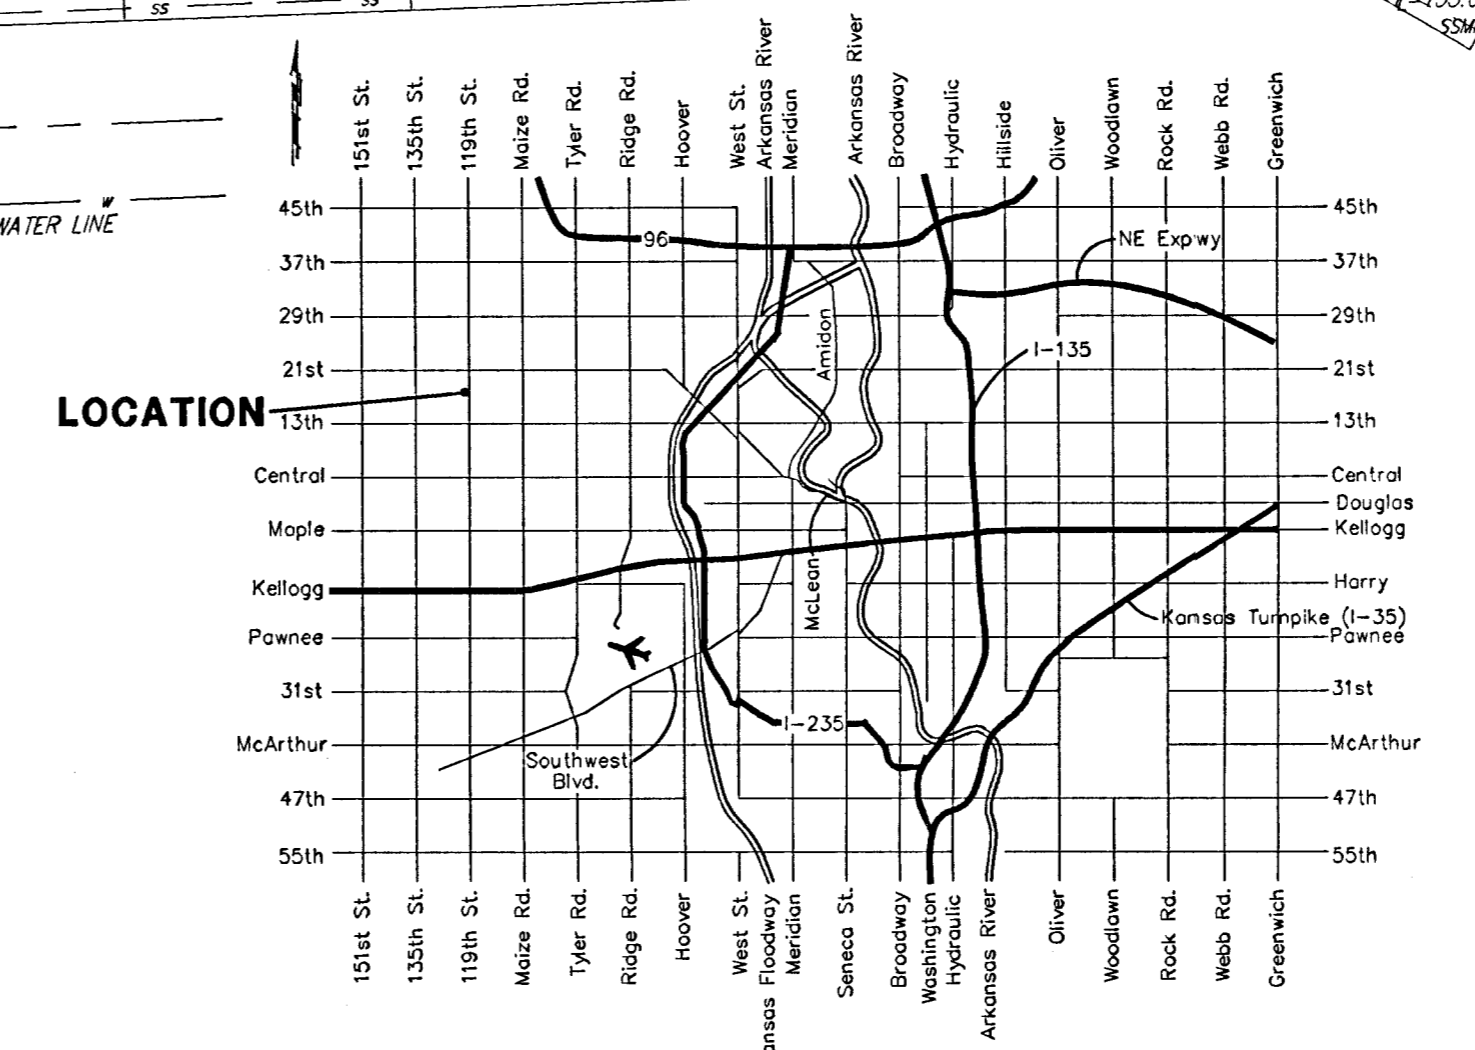 SS
SS
SSM
W
WATER LINE
151st St.
135th St.
119th St.
Maize Rd.
Tyler Rd.
Ridge Rd.
Hoover
West St.
Arkansas River
Meridian
Arkansas River
Broadway
Hydraulic
Hillside
Oliver
Woodlawn
Rock Rd.
Webb Rd.
Greenwich
45th
45th
96
NE Expwy
37th
37th
29th
29th
Amidon
I-135
21st
21st
LOCATION
13th
13th
Central
Central
Douglas
Maple
Kellogg
McLean
Kellogg
Harry
Kansas Turnpike (I-35)
Pawnee
Pawnee
31st
31st
I-235
McArthur
McArthur
Southwest
Blvd.
47th
47th
55th
55th
151st St.
135th St.
119th St.
Maize Rd.
Tyler Rd.
Ridge Rd.
Hoover
West St.
ansas Floodway
Meridian
Seneca St.
Broadway
Washington
Hydraulic
Arkansas River
Oliver
Woodlawn
Rock Rd.
Webb Rd.
Greenwich